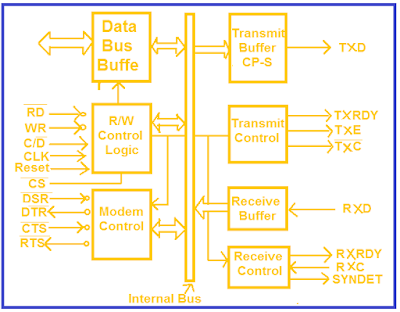 Data
Bus
Buffe
Transmit
Buffer
CP-S
TXD
RD
WR
C/D
CLK
Reset
CS
R/W
Control
Logic
Transmit
Control
TXRDY
TxE
TxC
DSR
DTR
CTS
RTS
Modem
Control
Receive
Buffer
RXD
Receive
Control
RXRDY
RXC
SYNDET
Internal Bus